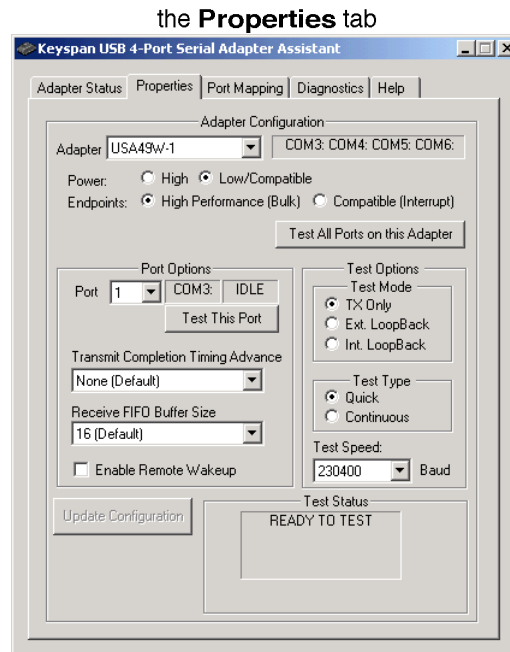 the Properties tab
Keyspan USB 4-Port Serial Adapter Assistant
Adapter Status Properties Port Mapping Diagnostics Help
Adapter Configuration
Adapter USA49W-1 COM3: COM4: COM5: COM6:
Power: High Low/Compatible
Endpoints: High Performance (Bulk) Compatible (Interrupt)
Test All Ports on this Adapter
Port Options
Port 1 COM3: IDLE
Test This Port
Transmit Completion Timing Advance
None (Default)
Receive FIFO Buffer Size
16 (Default)
Enable Remote Wakeup
Test Options
Test Mode
TX Only
Ext. LoopBack
Int. LoopBack
Test Type
Quick
Continuous
Test Speed:
230400 Baud
Update Configuration
Test Status
READY TO TEST